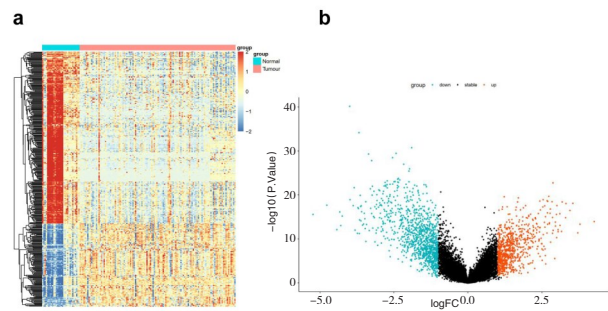 a
b
group
group
Normal
Tumour
2
1
0
−1
−2
group down stable up
40
30
20
10
0
−log10(P.Value)
−5.0 −2.5 0.0 2.5
logFC